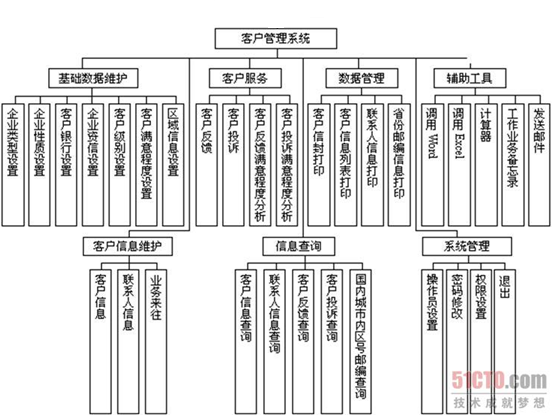 客户管理系统
基础数据维护
客户服务
数据管理
辅助工具
企业类型设置
企业性质设置
客户银行设置
企业资信设置
客户级别设置
客户满意程度设置
区域信息设置
客户反馈
客户投诉
客户反馈满意程度分析
客户投诉满意程度分析
客户信封打印
客户信息列表打印
联系人信息打印
省份邮编信息打印
调用 Word
调用 Excel
计算器
工作业务备忘录
发送邮件
客户信息维护
信息查询
系统管理
客户信息
联系人信息
业务来往
客户信息查询
联系人信息查询
客户反馈查询
客户投诉查询
国内城市内区号邮编查询
操作员设置
密码修改
权限设置
退出
51CTO.com
技术成就梦想